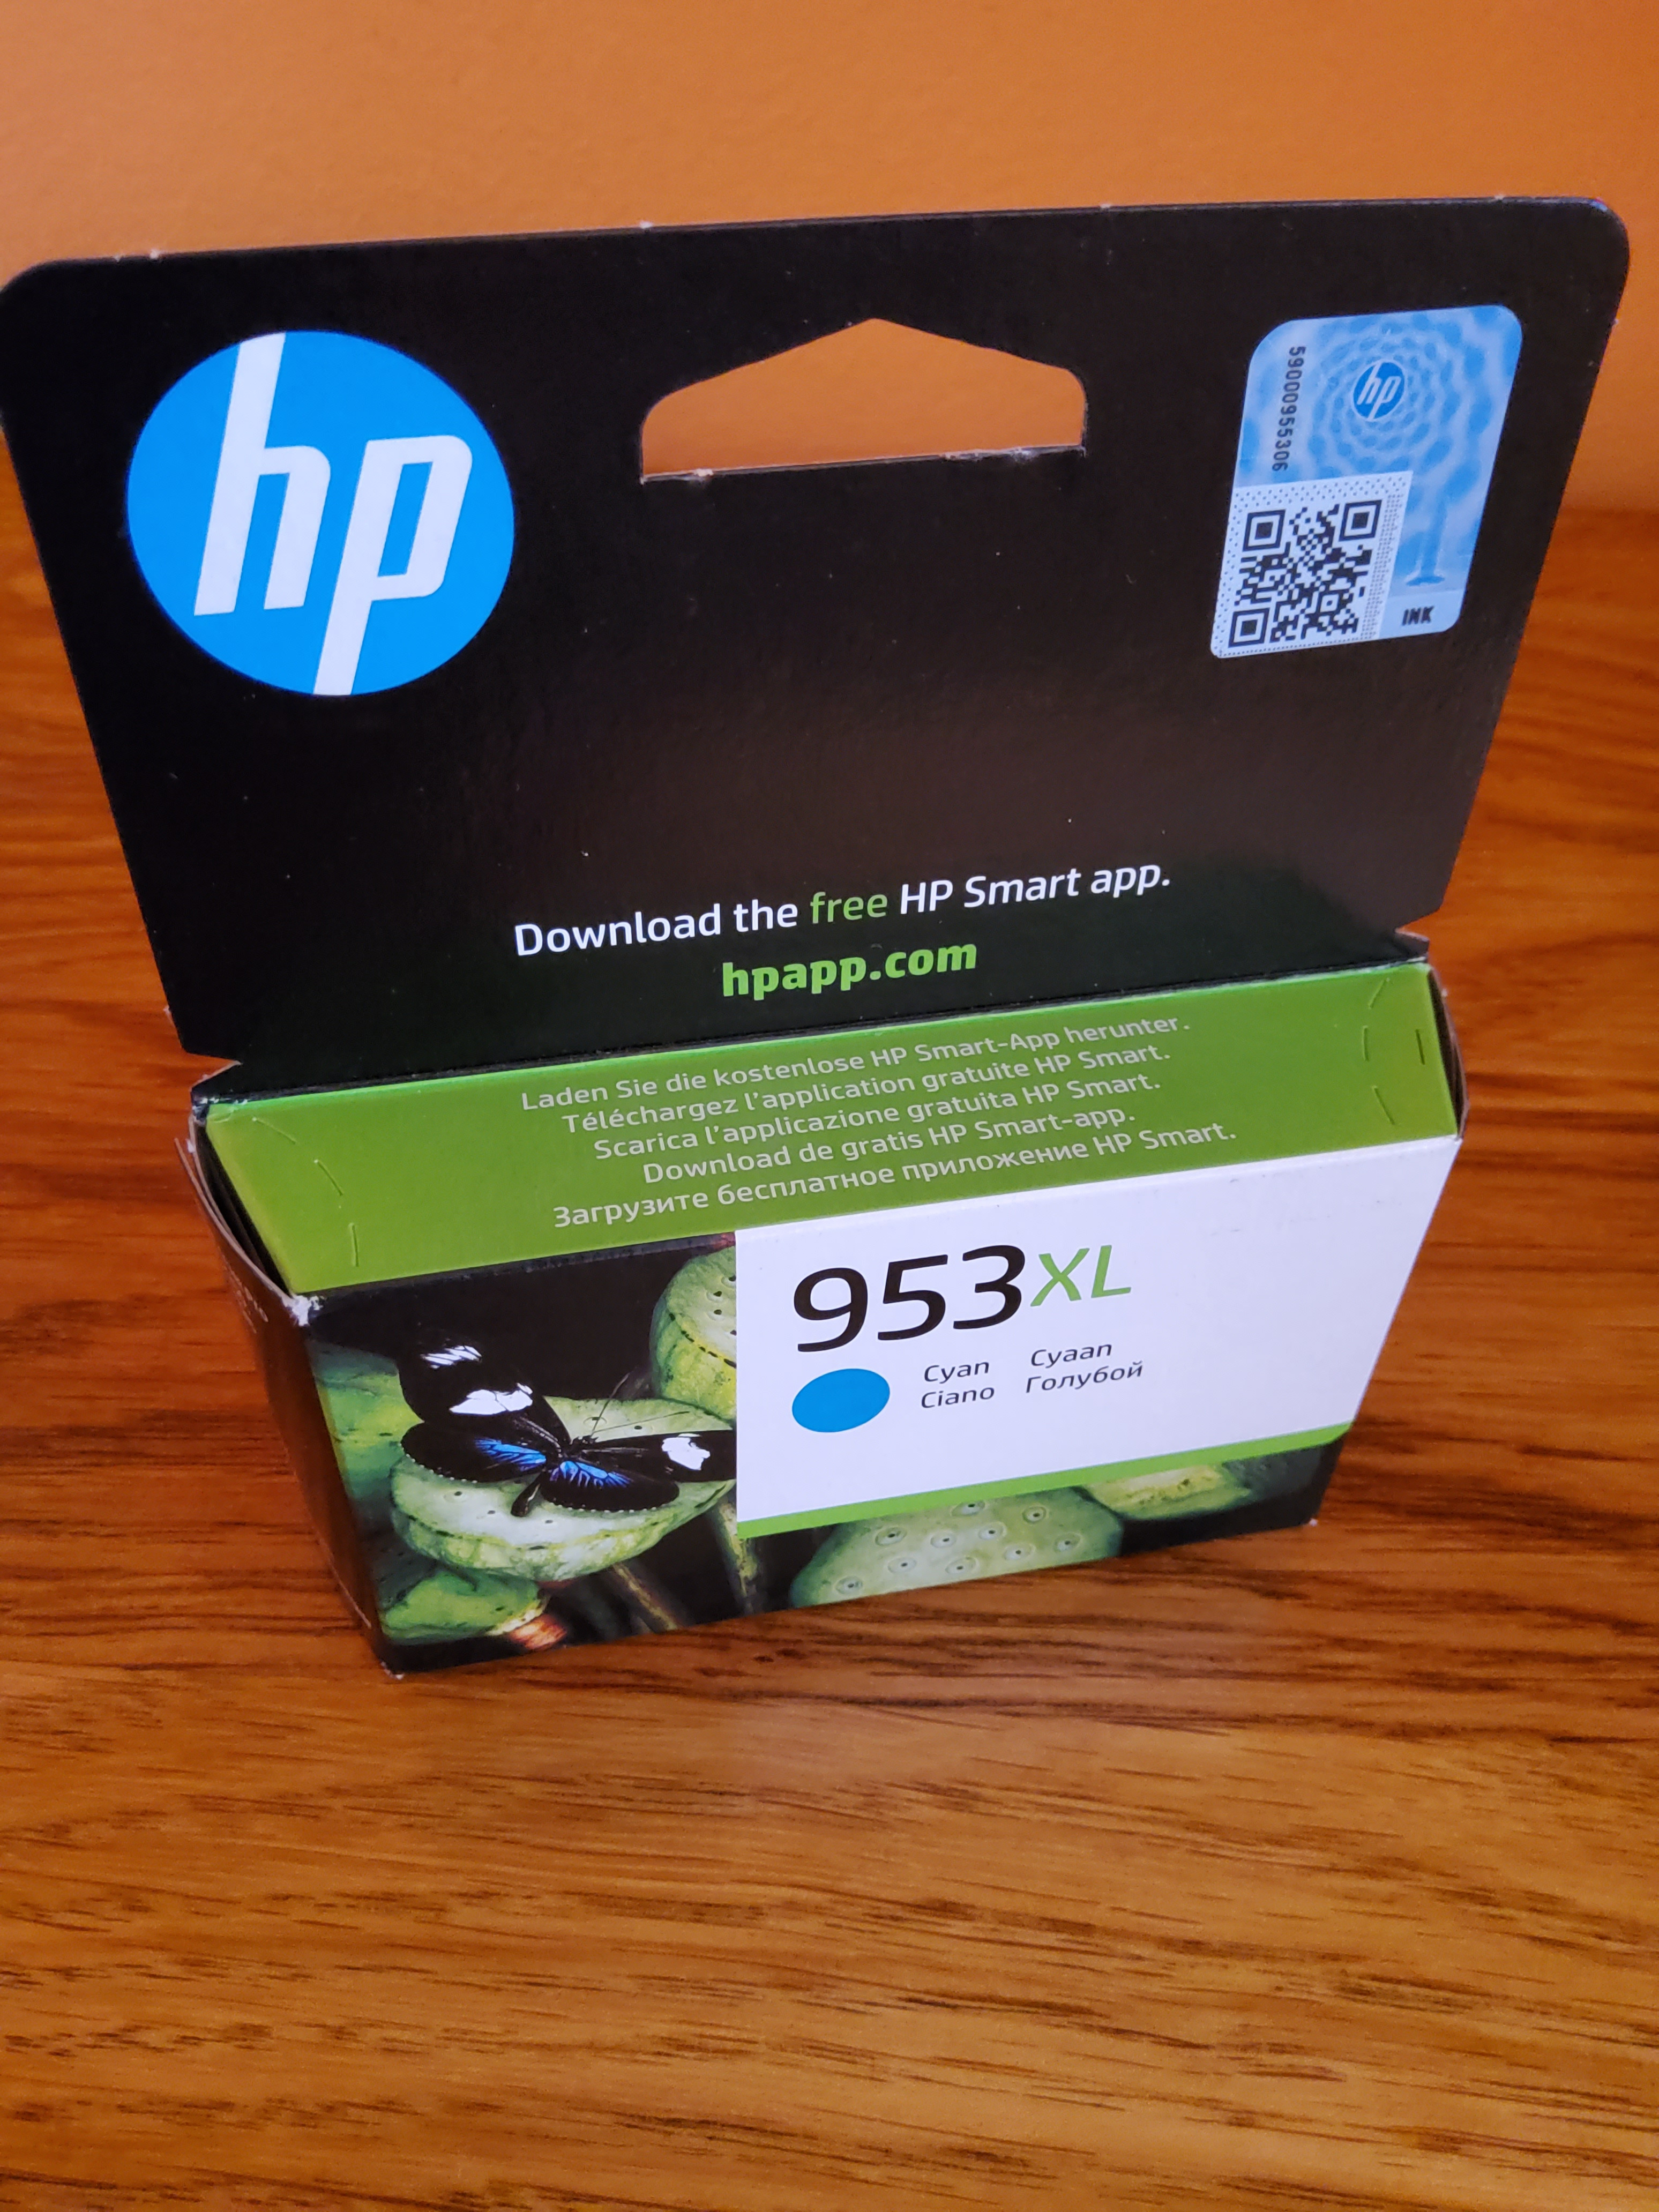 hp
59000955306
hp
INK
Download the free HP Smart app.
hpapp.com
Laden Sie die kostenlose HP Smart-App herunter.
Téléchargez l'application gratuite HP Smart.
Scarica l'applicazione gratuita HP Smart.
Download de gratis HP Smart-app.
Загрузите бесплатное приложение HP Smart.
953XL
Cyan Cyaan
Ciano Голубой